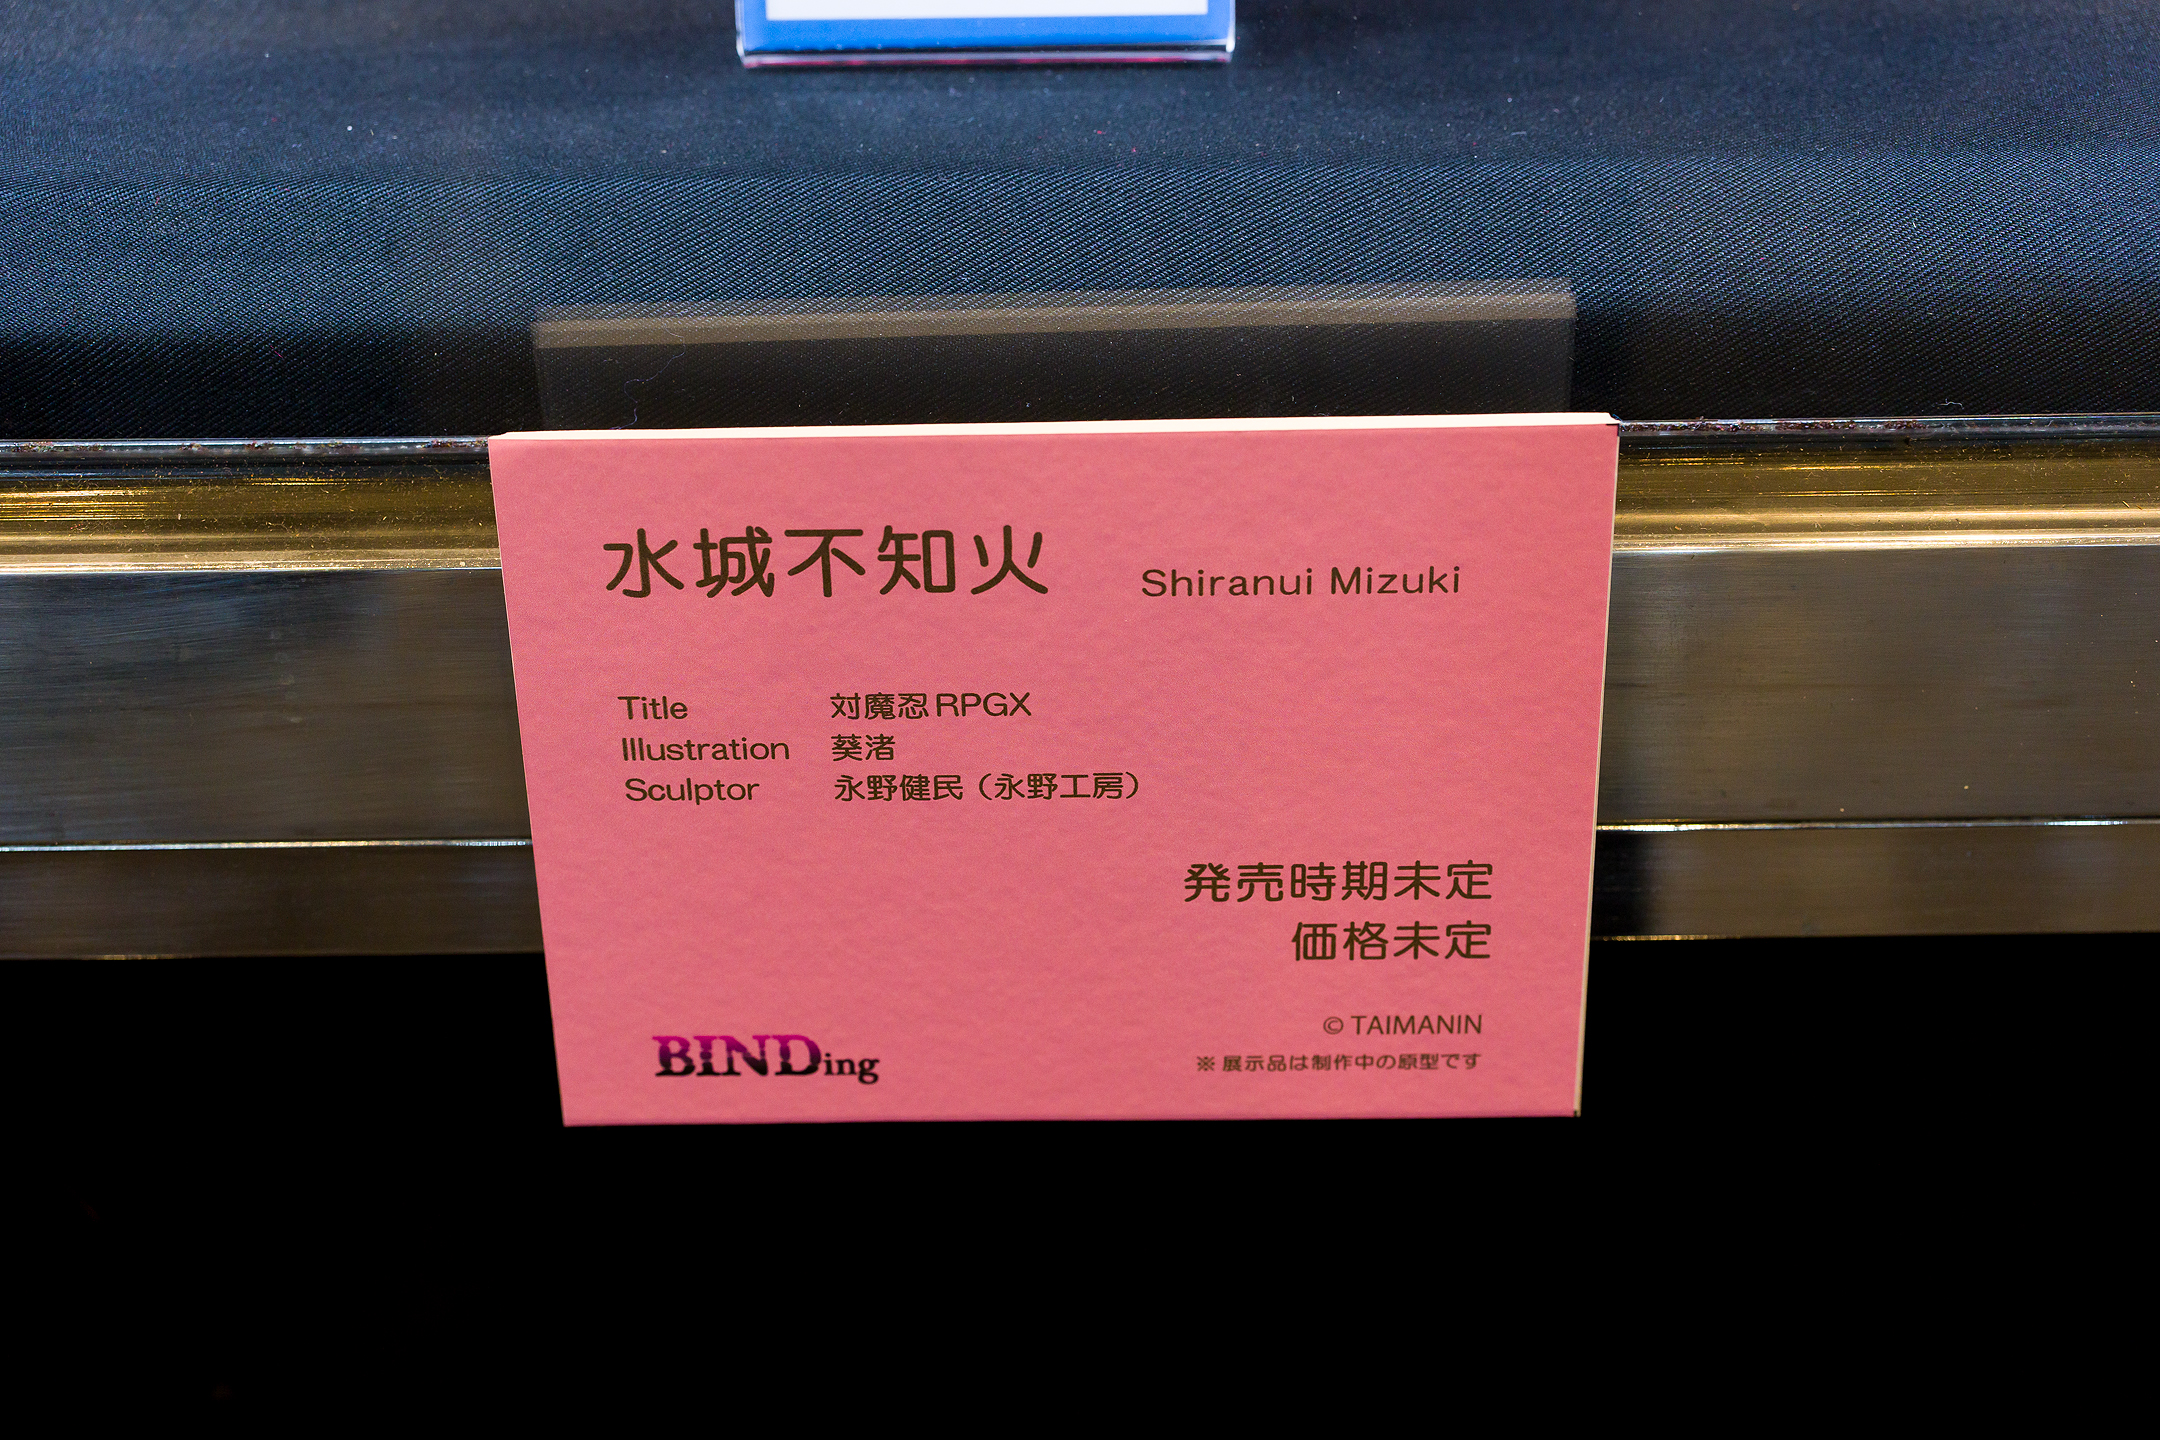 水城不知火 Shiranui Mizuki
Title 対魔忍RPGX
Illustration 葵渚
Sculptor 永野健民（永野工房）
発売時期未定
価格未定
© TAIMANIN
※展示品は制作中の原型です
BINDing